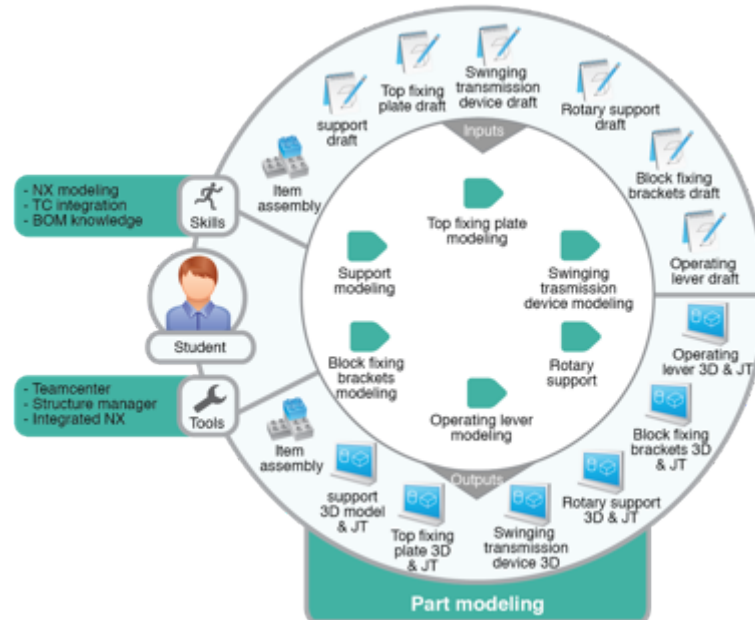 Swinging
transmission
device draft
Top fixing
plate draft
support
draft
Rotary support
draft
Inputs
Block fixing
brackets draft
Item
assembly
- NX modeling
- TC integration
- BOM knowledge
Skills
Top fixing plate
modeling
Operating
lever draft
Support
modeling
Swinging
trasmission
device modeling
Student
Block fixing
brackets modeling
Rotary
support
Operating
lever 3D & JT
- Teamcenter
- Structure manager
- Integrated NX
Tools
Operating lever
modeling
Block fixing
brackets 3D
& JT
Item
assembly
Outputs
support
3D model
& JT
Top fixing
plate 3D
& JT
Swinging
transmission
device 3D
Rotary support
3D & JT
Part modeling